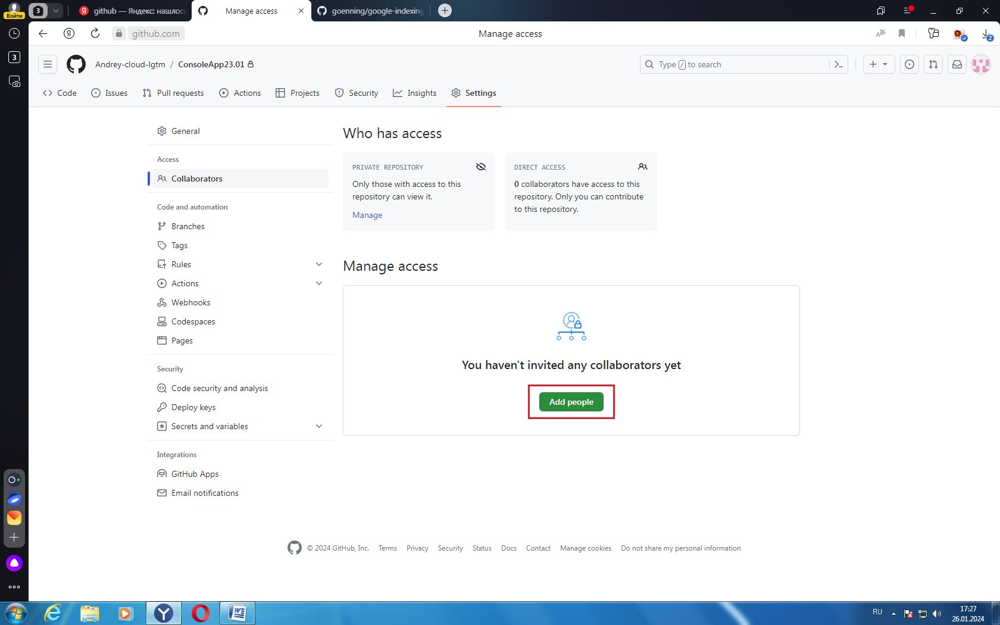 Войти
3
github — Яндекс: нашлось
Manage access
goenning/google-indexing
github.com
Manage access
2
3
Andrey-cloud-lgtm / ConsoleApp23.01
Type / to search
Code
Issues
Pull requests
Actions
Projects
Security
Insights
Settings
General
Access
Collaborators
Code and automation
Branches
Tags
Rules
Actions
Webhooks
Codespaces
Pages
Security
Code security and analysis
Deploy keys
Secrets and variables
Integrations
GitHub Apps
Email notifications
Who has access
PRIVATE REPOSITORY
Only those with access to this
repository can view it.
Manage
DIRECT ACCESS
0 collaborators have access to this
repository. Only you can contribute
to this repository.
Manage access
You haven't invited any collaborators yet
Add people
© 2024 GitHub, Inc. Terms Privacy Security Status Docs Contact Manage cookies Do not share my personal information
RU
17:27
26.01.2024